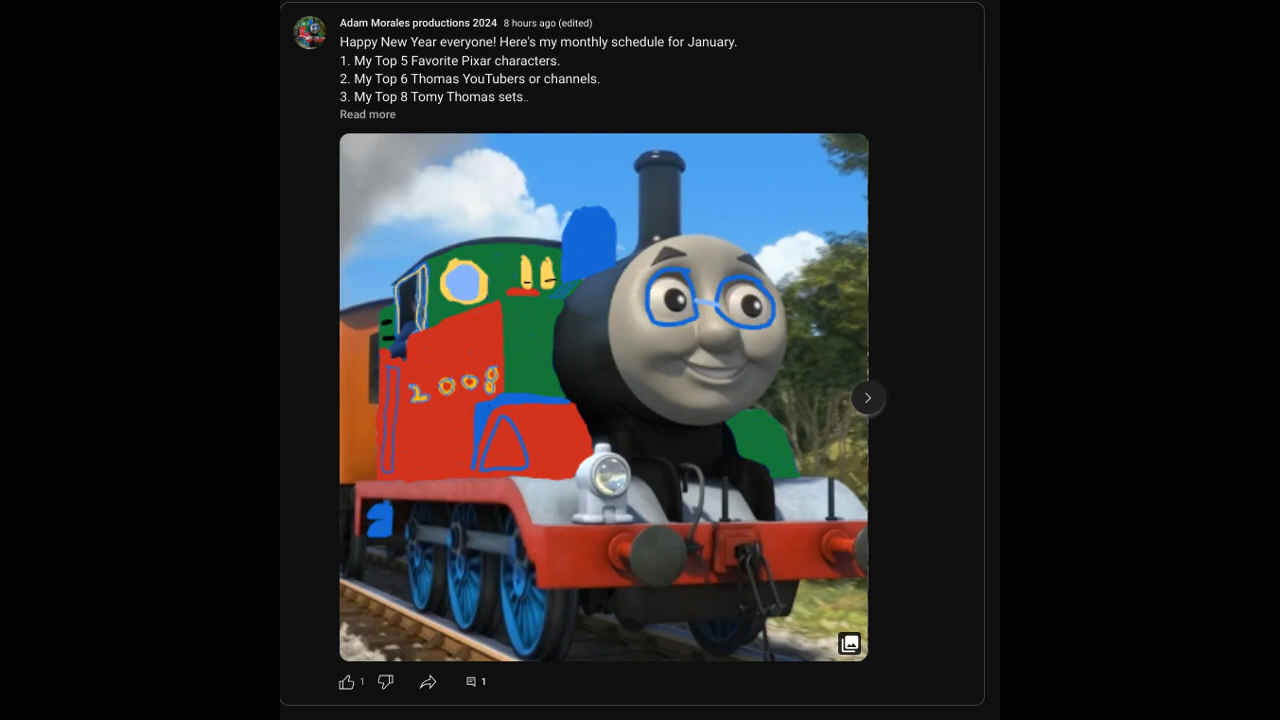 Adam Morales productions 2024 8 hours ago (edited)
Happy New Year everyone! Here's my monthly schedule for January.
1. My Top 5 Favorite Pixar characters.
2. My Top 6 Thomas YouTubers or channels.
3. My Top 8 Tomy Thomas sets..
Read more
2008
1 1